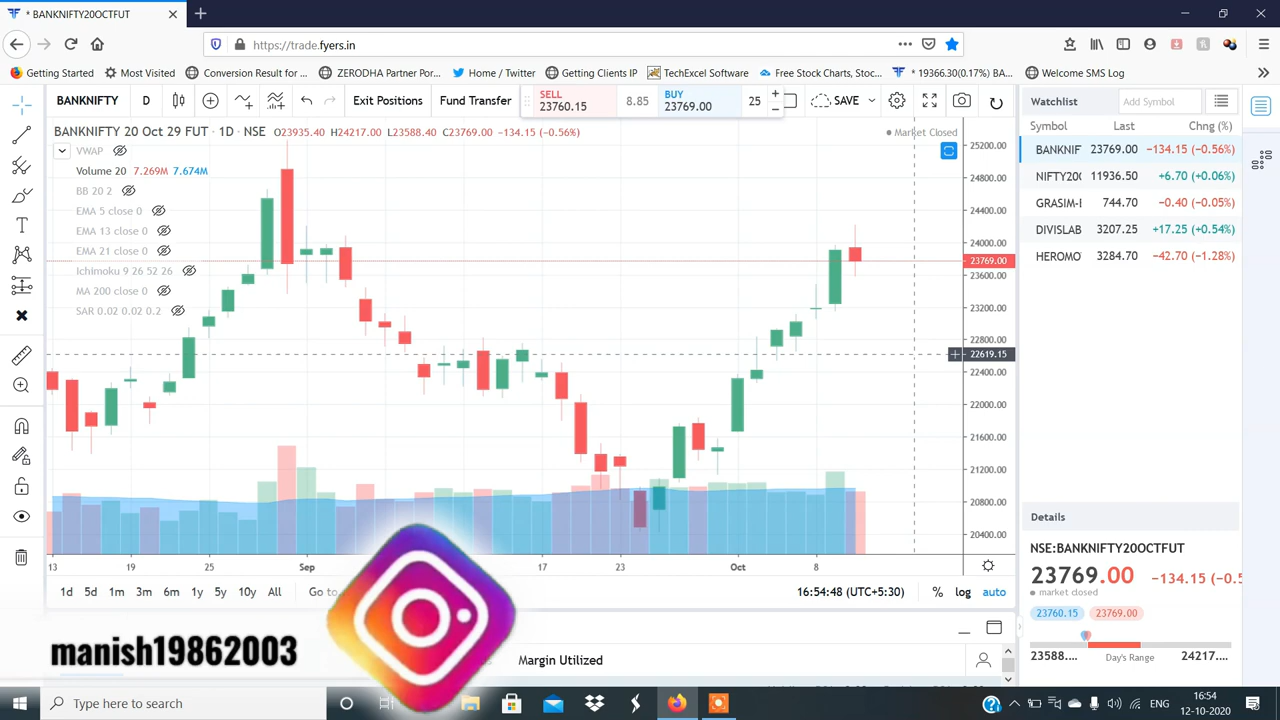 * BANKNIFTY20OCTFUT
https://trade.fyers.in
Getting Started Most Visited Conversion Result for ... ZERODHA Partner Por... Home / Twitter Getting Clients IP TechExcel Software Free Stock Charts, Stoc... * 19366.30(0.17%) BA... Welcome SMS Log
BANKNIFTY D Exit Positions Fund Transfer SELL 23760.15 8.85 BUY 23769.00 25 SAVE
BANKNIFTY 20 Oct 29 FUT · 1D · NSE O23935.40 H24217.00 L23588.40 C23769.00 −134.15 (−0.56%)
Market Closed
VWAP
Volume 20 7.269M 7.674M
BB 20 2
EMA 5 close 0
EMA 13 close 0
EMA 21 close 0
Ichimoku 9 26 52 26
MA 200 close 0
SAR 0.02 0.02 0.2
25200.00
24800.00
24400.00
24000.00
23769.00
23600.00
23200.00
22800.00
22619.15
22400.00
22000.00
21600.00
21200.00
20800.00
20400.00
13 19 25 Sep 17 23 Oct 8
1d 5d 1m 3m 6m 1y 5y 10y All Go to
16:54:48 (UTC+5:30) % log auto
Margin Utilized
manish19862003
Watchlist Add Symbol
Symbol Last Chng (%)
BANKNIF 23769.00 −134.15 (−0.56%)
NIFTY20 11936.50 +6.70 (+0.06%)
GRASIM-I 744.70 −0.40 (−0.05%)
DIVISLAB 3207.25 +17.25 (+0.54%)
HEROMO 3284.70 −42.70 (−1.28%)
Details
NSE:BANKNIFTY20OCTFUT
23769.00 −134.15 (−0.5
market closed
23760.15 23769.00
23588.... Day's Range 24217....
Type here to search
ENG
16:54
12-10-2020